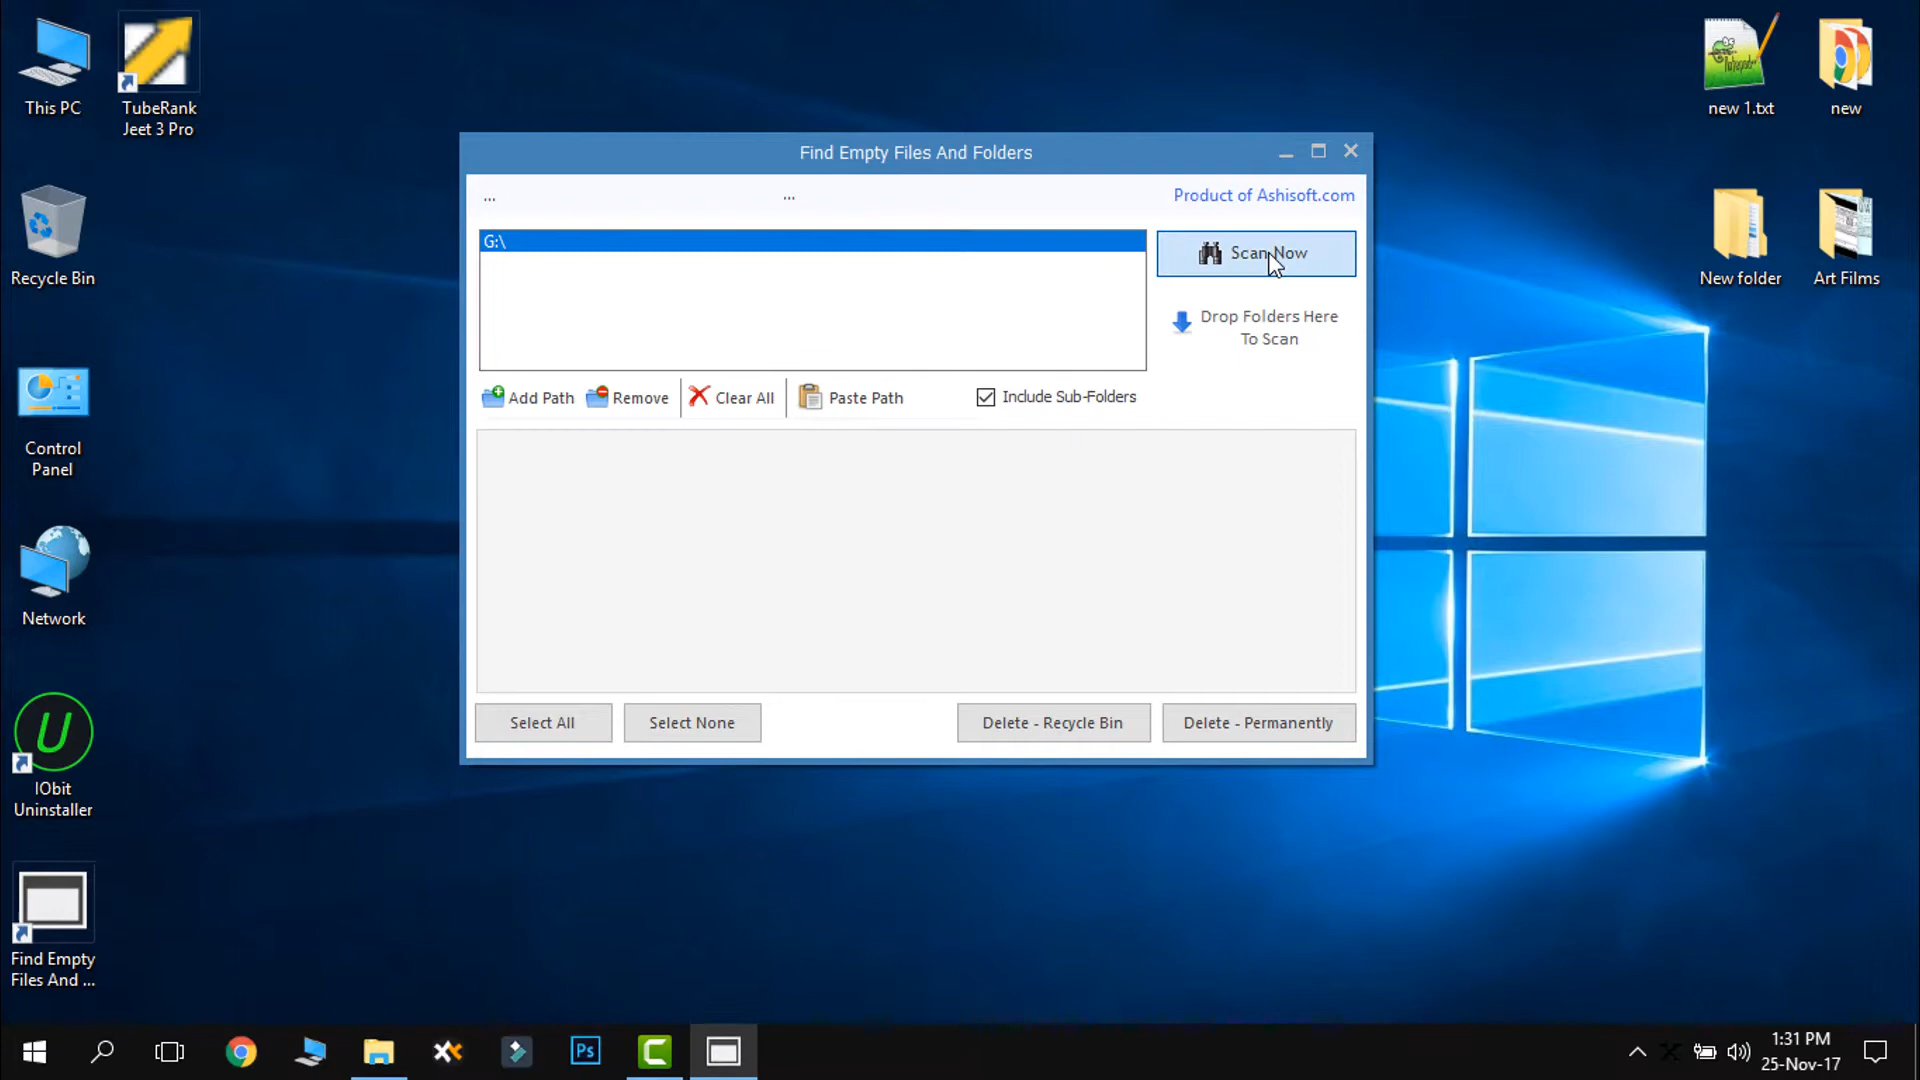 This PC
TubeRank
Jeet 3 Pro
new 1.txt
new
Find Empty Files And Folders
...
...
Product of Ashisoft.com
G:\
Scan Now
Recycle Bin
New folder
Art Films
Drop Folders Here
To Scan
Add Path
Remove
Clear All
Paste Path
Include Sub-Folders
Control
Panel
Network
Select All
Select None
Delete - Recycle Bin
Delete - Permanently
U
IObit
Uninstaller
Find Empty
Files And ...
Ps
1:31 PM
25-Nov-17